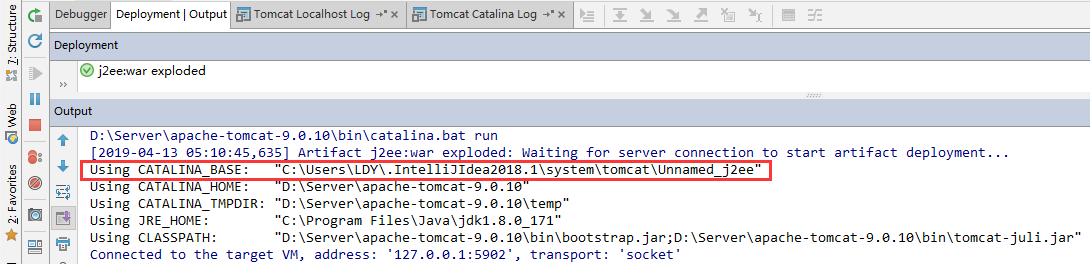 Debugger Deployment | Output Tomcat Localhost Log Tomcat Catalina Log
7: Structure
Web
2: Favorites
Deployment
j2ee:war exploded
Output
D:\Server\apache-tomcat-9.0.10\bin\catalina.bat run
[2019-04-13 05:10:45,635] Artifact j2ee:war exploded: Waiting for server connection to start artifact deployment...
Using CATALINA_BASE: "C:\Users\LDY\.IntelliJIdea2018.1\system\tomcat\Unnamed_j2ee"
Using CATALINA_HOME: "D:\Server\apache-tomcat-9.0.10"
Using CATALINA_TMPDIR: "D:\Server\apache-tomcat-9.0.10\temp"
Using JRE_HOME: "C:\Program Files\Java\jdk1.8.0_171"
Using CLASSPATH: "D:\Server\apache-tomcat-9.0.10\bin\bootstrap.jar;D:\Server\apache-tomcat-9.0.10\bin\tomcat-juli.jar"
Connected to the target VM, address: '127.0.0.1:5902', transport: 'socket'